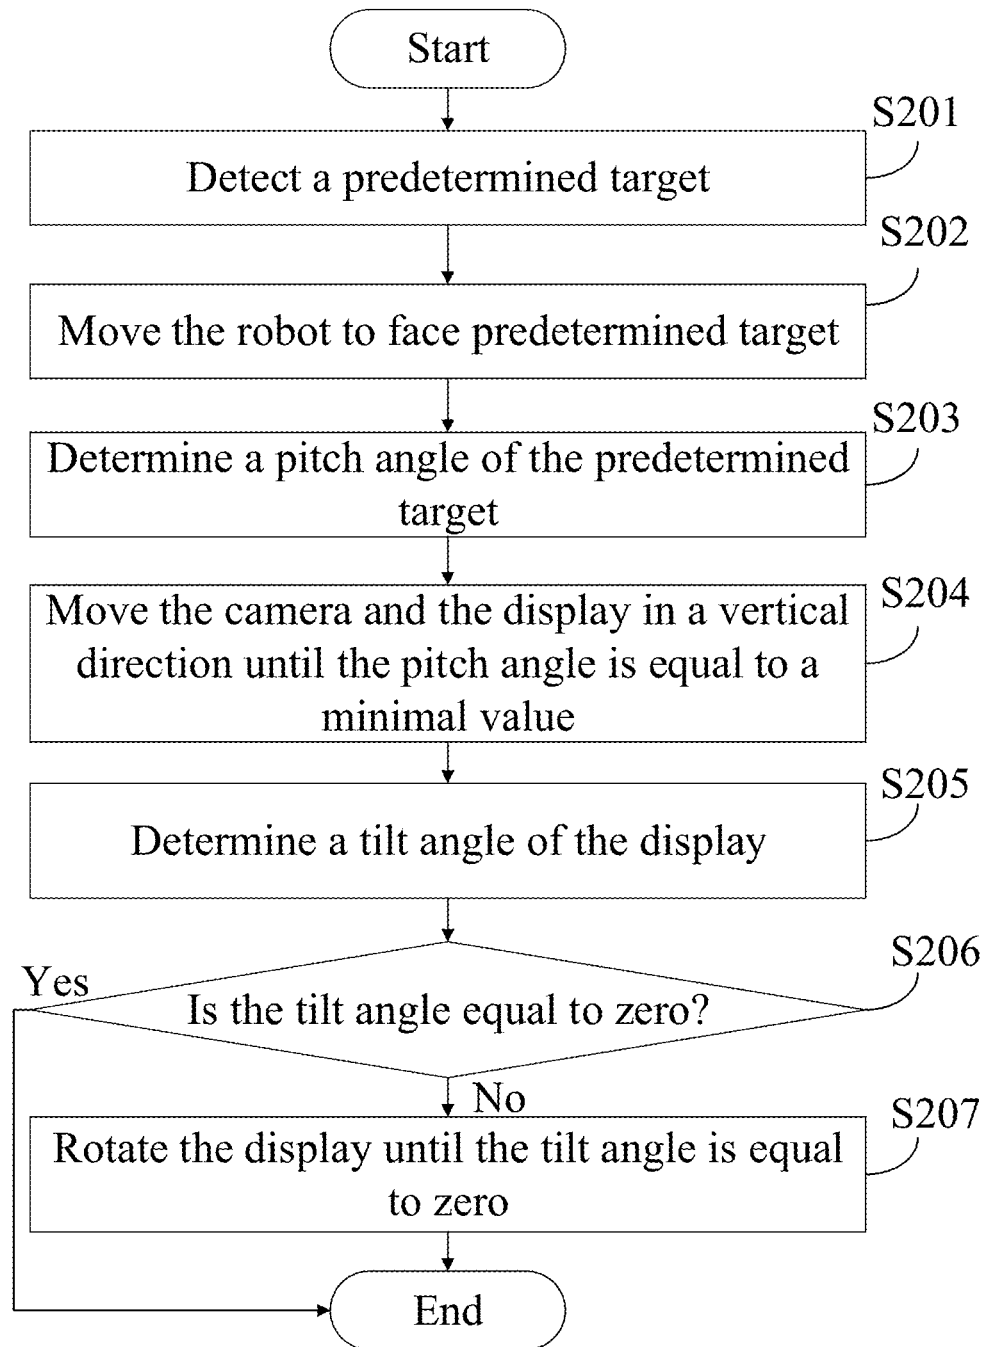 Start
S201
Detect a predetermined target
S202
Move the robot to face predetermined target
S203
Determine a pitch angle of the predetermined
target
S204
Move the camera and the display in a vertical
direction until the pitch angle is equal to a
minimal value
S205
Determine a tilt angle of the display
S206
Yes
Is the tilt angle equal to zero?
No
S207
Rotate the display until the tilt angle is equal
to zero
End